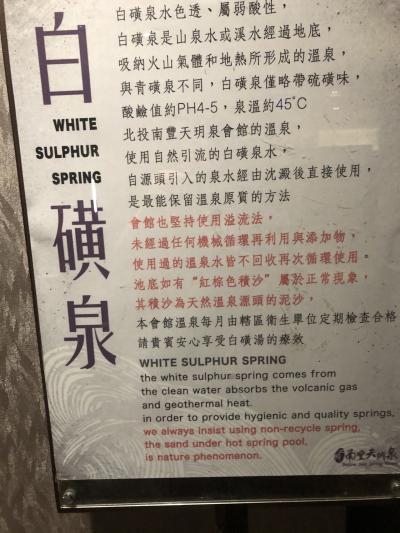 白磺泉
WHITE
SULPHUR
SPRING
白磺泉水色透、屬弱酸性，
白磺泉是山泉水或溪水經過地底，
吸納火山氣體和地熱所形成的溫泉，
與青磺泉不同，白磺泉僅略帶硫磺味，
酸鹼值約PH4-5，泉溫約45°C
北投南豐天玥泉會館的溫泉，
使用自然引流的白磺泉水，
自源頭引入的泉水經由沈澱後直接使用，
是最能保留溫泉原質的方法
會館也堅持使用溢流法，
未經過任何機械循環再利用與添加物，
使用過的溫泉水皆不回收再次循環使用。
池底如有"紅棕色積沙"屬於正常現象，
其積沙為天然溫泉源頭的泥沙，
本會館溫泉每月由轄區衛生單位定期檢查合格
請貴賓安心享受白磺湯的療效
WHITE SULPHUR SPRING
the white sulphur spring comes from
the clean water absorbs the volcanic gas
and geothermal heat.
in order to provide hygienic and quality springs,
we always insist using non-recycle spring,
the sand under hot spring pool,
is nature phenomenon.
南豐天玥泉